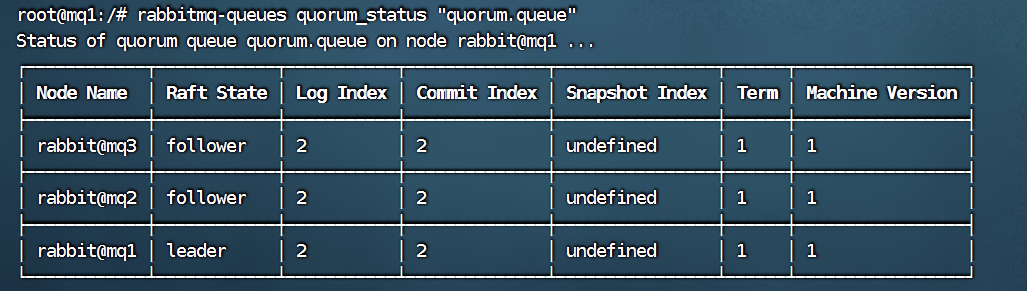 root@mq1:/# rabbitmq-queues quorum_status "quorum.queue"
Status of quorum queue quorum.queue on node rabbit@mq1 ...
Node Name Raft State Log Index Commit Index Snapshot Index Term Machine Version
rabbit@mq3 follower 2 2 undefined 1 1
rabbit@mq2 follower 2 2 undefined 1 1
rabbit@mq1 leader 2 2 undefined 1 1